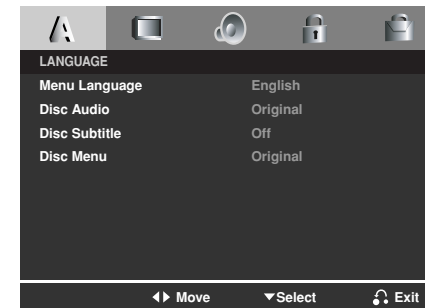 LANGUAGE
Menu Language English
Disc Audio Original
Disc Subtitle Off
Disc Menu Original
◀▶ Move ▼Select Exit